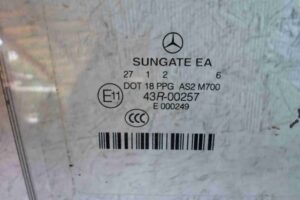 SUNGATE EA
27 1 2 6
DOT 18 PPG AS2 M700
E11 43R-00257
E 000249
CCC